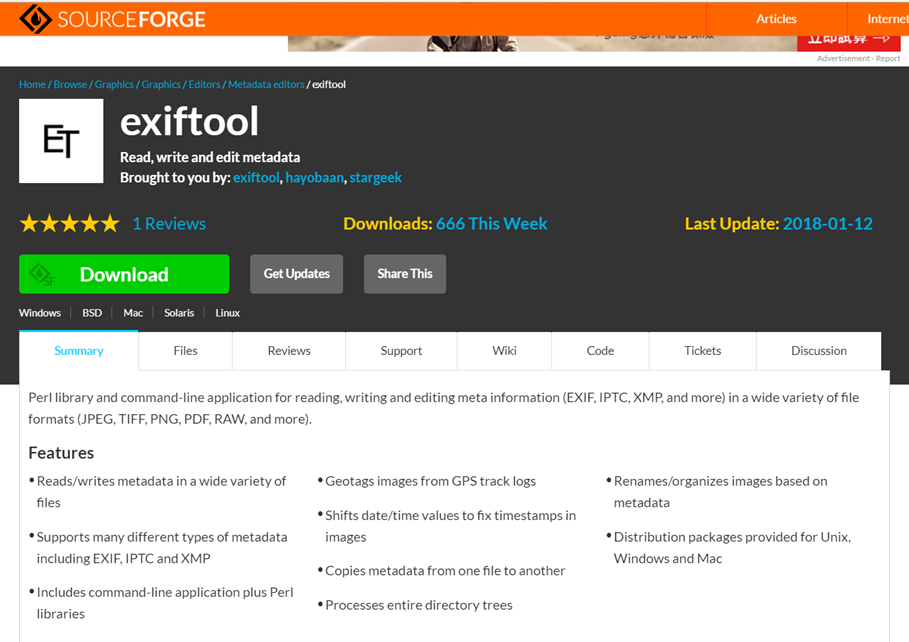 SOURCEFORGE
Articles
Internet
立即試算
Advertisement - Report
Home / Browse / Graphics / Graphics / Editors / Metadata editors / exiftool
ET
exiftool
Read, write and edit metadata
Brought to you by: exiftool, hayobaan, stargeek
1 Reviews
Downloads: 666 This Week
Last Update: 2018-01-12
SF
Download
Get Updates
Share This
Windows
BSD
Mac
Solaris
Linux
Summary
Files
Reviews
Support
Wiki
Code
Tickets
Discussion
Perl library and command-line application for reading, writing and editing meta information (EXIF, IPTC, XMP, and more) in a wide variety of file
formats (JPEG, TIFF, PNG, PDF, RAW, and more).
Features
•Reads/writes metadata in a wide variety of
files
•Supports many different types of metadata
including EXIF, IPTC and XMP
•Includes command-line application plus Perl
libraries
•Geotags images from GPS track logs
•Shifts date/time values to fix timestamps in
images
•Copies metadata from one file to another
•Processes entire directory trees
•Renames/organizes images based on
metadata
•Distribution packages provided for Unix,
Windows and Mac